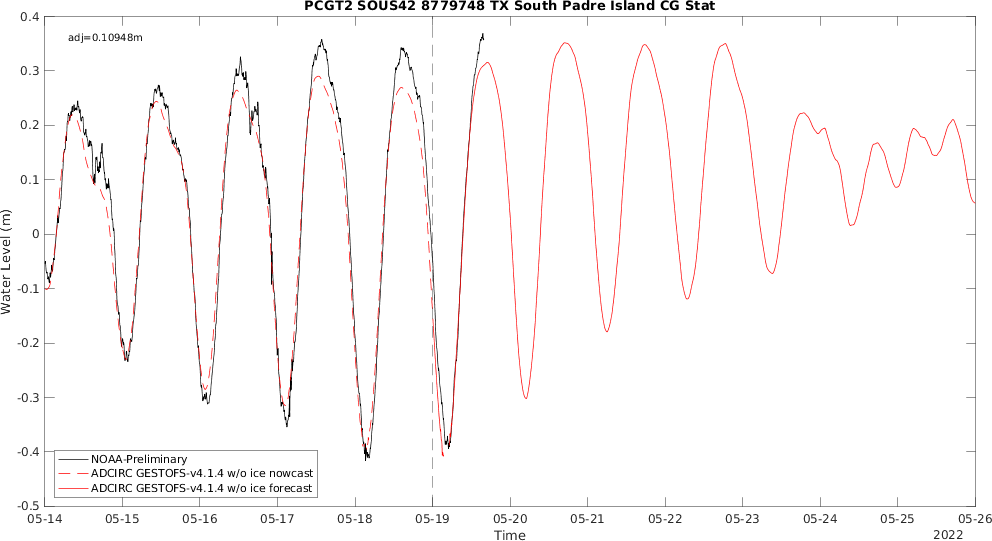 PCGT2 SOUS42 8779748 TX South Padre Island CG Stat
adj=0.10948m
0.4
0.3
0.2
0.1
0
-0.1
-0.2
-0.3
-0.4
-0.5
Water Level (m)
NOAA-Preliminary
ADCIRC GESTOFS-v4.1.4 w/o ice nowcast
ADCIRC GESTOFS-v4.1.4 w/o ice forecast
05-14 05-15 05-16 05-17 05-18 05-19 05-20 05-21 05-22 05-23 05-24 05-25 05-26
Time
2022